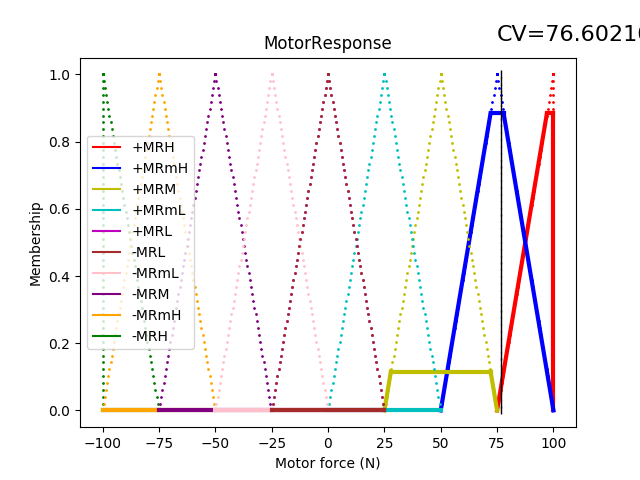 CV=76.60216
MotorResponse
Membership
1.0
0.8
0.6
0.4
0.2
0.0
+MRH
+MRmH
+MRM
+MRmL
+MRL
-MRL
-MRmL
-MRM
-MRmH
-MRH
−100 −75 −50 −25 0 25 50 75 100
Motor force (N)